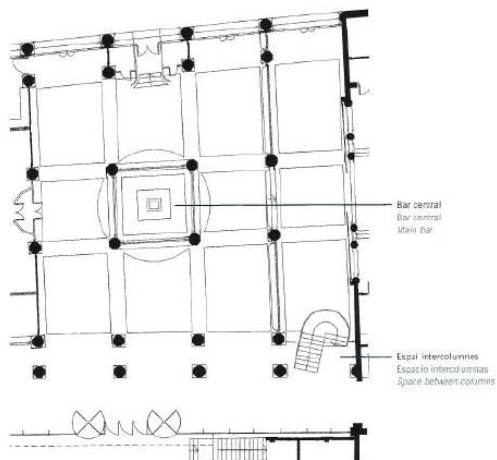 Bar central
Bar central
Main bar
Espai intercolumnes
Espacio intercolumnas
Space between columns